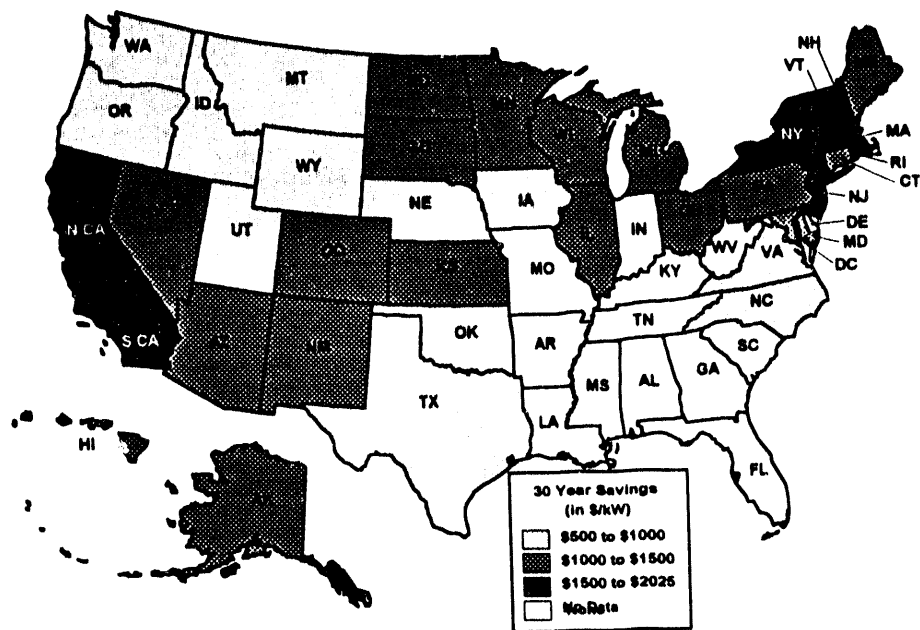 WA
MT
OR
ID
WY
NH
VT
NY
MA
RI
CT
NJ
DE
MD
DC
N CA
UT
NE
IA
IN
WV
VA
MO
KY
NC
TN
S CA
OK
AR
SC
MS
AL
GA
TX
LA
FL
HI
30 Year Savings
(in $/kW)
$500 to $1000
$1000 to $1500
$1500 to $2025